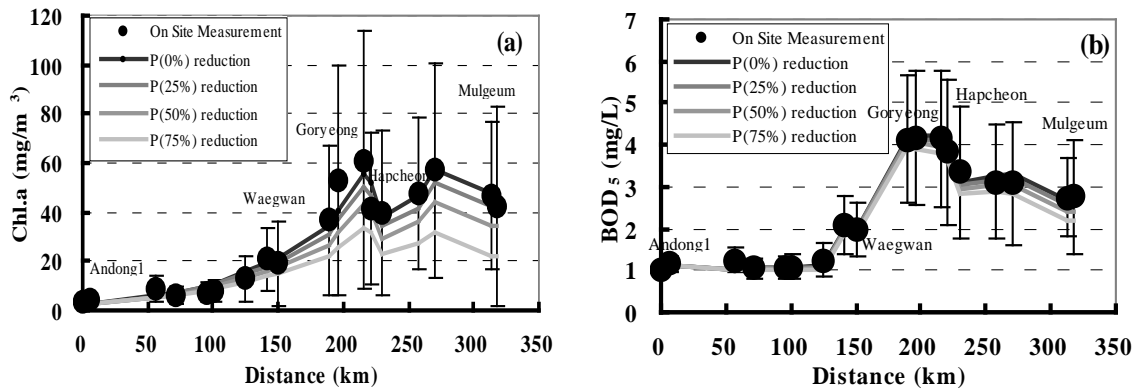 120
100
80
60
40
20
0
Chl.a (mg/m ³)
On Site Measurement
P(0%) reduction
P(25%) reduction
P(50%) reduction
P(75%) reduction
(a)
Mulgeum
Goryeong
Hapcheon
Waegwan
Andong1
0 50 100 150 200 250 300 350
Distance (km)
7
6
5
4
3
2
1
0
BOD₅ (mg/L)
On Site Measurement
P(0%) reduction
P(25%) reduction
P(50%) reduction
P(75%) reduction
(b)
Hapcheon
Goryeong
Mulgeum
Andong1
Waegwan
0 50 100 150 200 250 300 350
Distance (km)